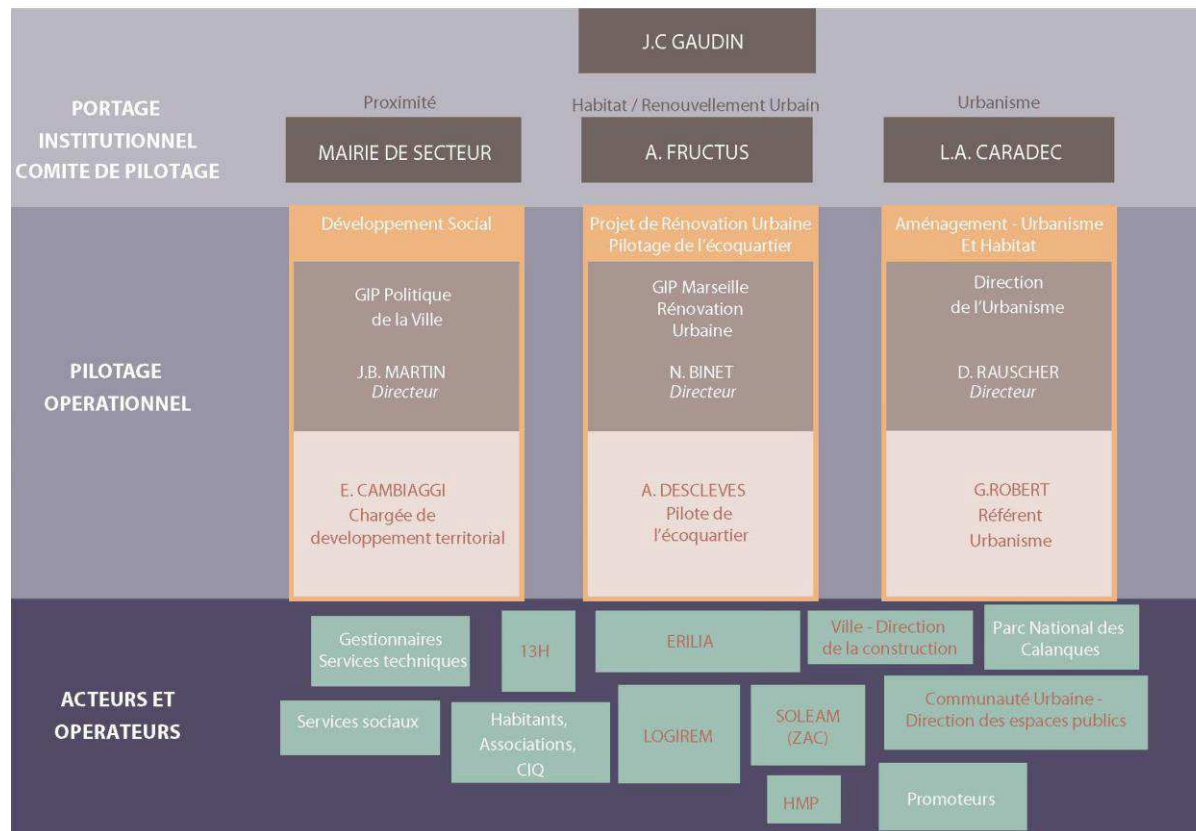 J.C GAUDIN
PORTAGE
INSTITUTIONNEL
COMITE DE PILOTAGE
Proximité
MAIRIE DE SECTEUR
Habitat / Renouvellement Urbain
A. FRUCTUS
Urbanisme
L.A. CARADEC
PILOTAGE
OPERATIONNEL
Développement Social
GIP Politique
de la Ville
J.B. MARTIN
Directeur
E. CAMBIAGGI
Chargée de
developpement territorial
Projet de Rénovation Urbaine
Pilotage de l'écoquartier
GIP Marseille
Rénovation
Urbaine
N. BINET
Directeur
A. DESCLEVES
Pilote de
l'écoquartier
Aménagement - Urbanisme
Et Habitat
Direction
de l'Urbanisme
D. RAUSCHER
Directeur
G.ROBERT
Référent
Urbanisme
ACTEURS ET
OPERATEURS
Gestionnaires
Services techniques
13H
ERILIA
Ville - Direction
de la construction
Parc National des
Calanques
Services sociaux
Habitants,
Associations,
CIQ
LOGIREM
SOLEAM
(ZAC)
Communauté Urbaine -
Direction des espaces publics
HMP
Promoteurs